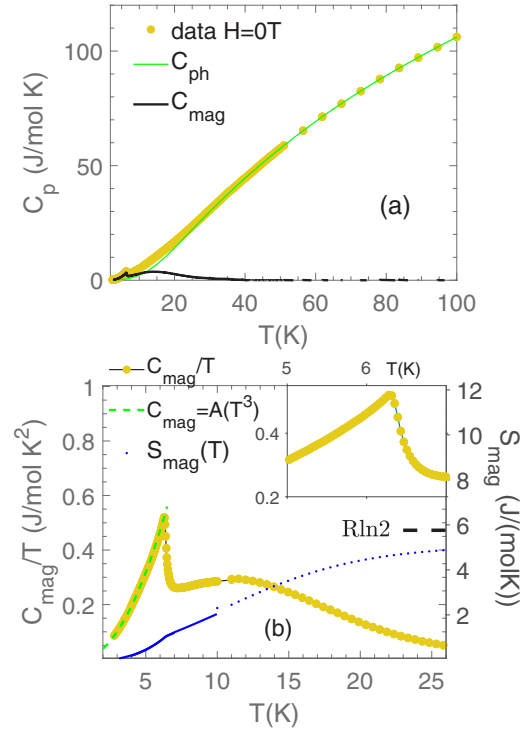 data H=0T
C_ph
C_mag
C_p (J/mol K)
100
50
0
(a)
20 40 60 80 100
T(K)
C_mag/T
C_mag=A(T^3)
S_mag(T)
5 6 T(K)
0.4
0.2
C_mag/T (J/mol K^2)
1
0.8
0.6
0.4
0.2
12
10
8
6
4
2
S_mag (J/(molK))
Rln2
(b)
5 10 15 20 25
T(K)